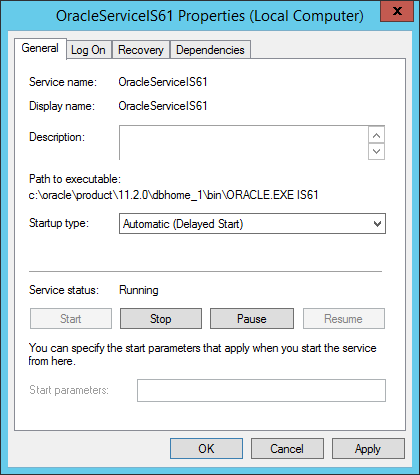 OracleServiceIS61 Properties (Local Computer)
General Log On Recovery Dependencies
Service name: OracleServiceIS61
Display name: OracleServiceIS61
Description:
Path to executable:
c:\oracle\product\11.2.0\dbhome_1\bin\ORACLE.EXE IS61
Startup type: Automatic (Delayed Start)
Service status: Running
Start Stop Pause Resume
You can specify the start parameters that apply when you start the service
from here.
Start parameters:
OK Cancel Apply